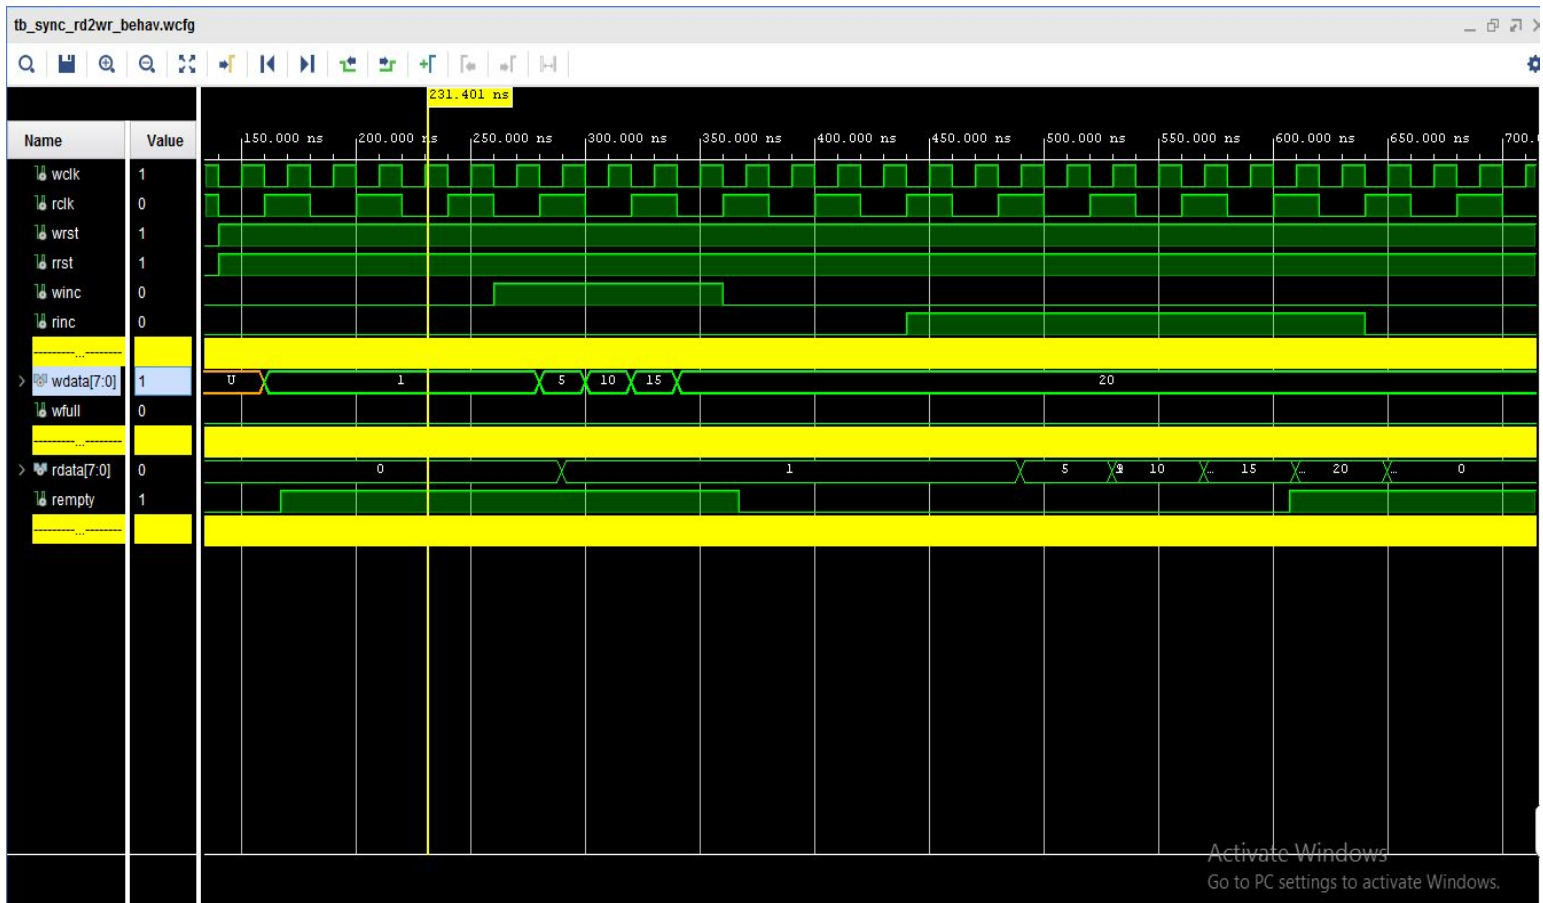 tb_sync_rd2wr_behav.wcfg
231.401 ns
Name Value 150.000 ns 200.000 ns 250.000 ns 300.000 ns 350.000 ns 400.000 ns 450.000 ns 500.000 ns 550.000 ns 600.000 ns 650.000 ns 700.
wclk 1
rclk 0
wrst 1
rrst 1
winc 0
rinc 0
---------...--------
wdata[7:0] 1 U 1 5 10 15 20
wfull 0
---------...--------
rdata[7:0] 0 0 1 5 10 ... 15 ... 20 ... 0
rempty 1
---------...--------
Activate Windows
Go to PC settings to activate Windows.